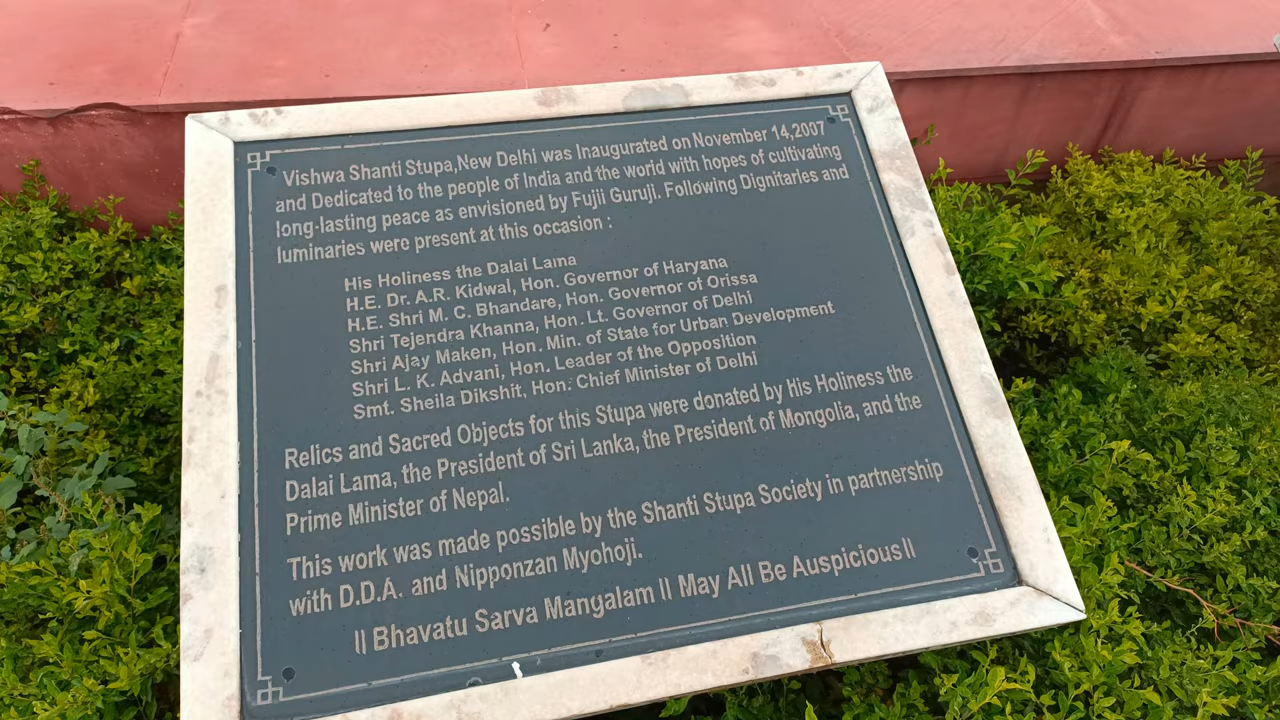 Vishwa Shanti Stupa,New Delhi was Inaugurated on November 14,2007
and Dedicated to the people of India and the world with hopes of cultivating
long-lasting peace as envisioned by Fujii Guruji. Following Dignitaries and
luminaries were present at this occasion :
His Holiness the Dalai Lama
H.E. Dr. A.R. Kidwal, Hon. Governor of Haryana
H.E. Shri M. C. Bhandare, Hon. Governor of Orissa
Shri Tejendra Khanna, Hon. Lt. Governor of Delhi
Shri Ajay Maken, Hon. Min. of State for Urban Development
Shri L. K. Advani, Hon. Leader of the Opposition
Smt. Sheila Dikshit, Hon. Chief Minister of Delhi
Relics and Sacred Objects for this Stupa were donated by his Holiness the
Dalai Lama, the President of Sri Lanka, the President of Mongolia, and the
Prime Minister of Nepal.
This work was made possible by the Shanti Stupa Society in partnership
with D.D.A. and Nipponzan Myohoji.
|| Bhavatu Sarva Mangalam || May All Be Auspicious ||